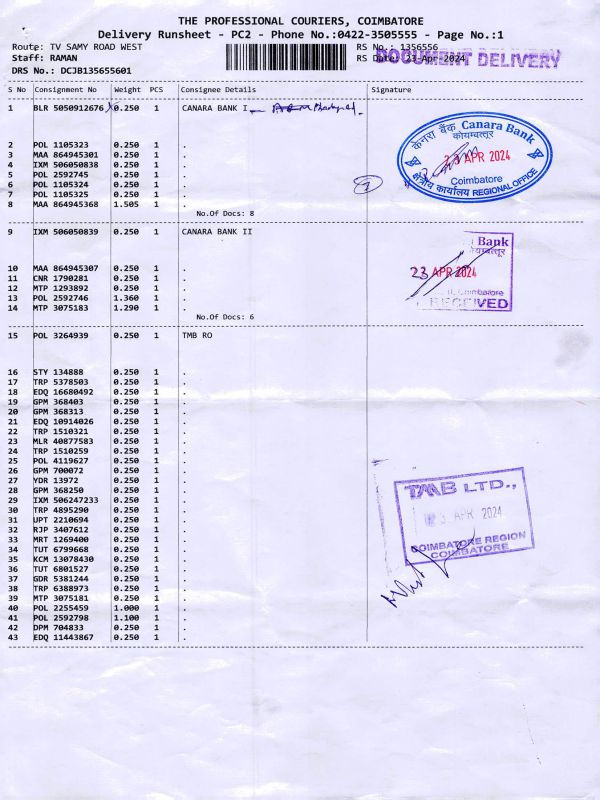 THE PROFESSIONAL COURIERS, COIMBATORE
Delivery Runsheet - PC2 - Phone No.:0422-3505555 - Page No.:1
Route: TV SAMY ROAD WEST
RS No.: 1356556
Staff: RAMAN
RS Date: 23-Apr-2024
DOCUMENT DELIVERY
DRS No.: DCJB135655601
S No Consignment No Weight PCS Consignee Details Signature
1 BLR 5050912676 0.250 1 CANARA BANK I
2 POL 1105323 0.250 1 .
3 MAA 864945301 0.250 1 .
4 IXM 506050838 0.250 1 .
5 POL 2592745 0.250 1 .
6 POL 1105324 0.250 1 .
7 POL 1105325 0.250 1 .
8 MAA 864945368 1.505 1 .
No.Of Docs: 8
केनरा बैंक Canara Bank
कोयम्बत्तूर
APR 2024
Coimbatore
क्षेत्रीय कार्यालय REGIONAL OFFICE
9 IXM 506050839 0.250 1 CANARA BANK II
10 MAA 864945307 0.250 1 .
11 CNR 1790281 0.250 1 .
12 MTP 1293892 0.250 1 .
13 POL 2592746 1.360 1 .
14 MTP 3075183 1.290 1 .
No.Of Docs: 6
Bank
23 APR 2024
Coimbatore
RECEIVED
15 POL 3264939 0.250 1 TMB RO
16 STY 134888 0.250 1 .
17 TRP 5378503 0.250 1 .
18 EDQ 16680492 0.250 1 .
19 GPM 368403 0.250 1 .
20 GPM 368313 0.250 1 .
21 EDQ 10914026 0.250 1 .
22 TRP 1510321 0.250 1 .
23 MLR 40877583 0.250 1 .
24 TRP 1510259 0.250 1 .
25 POL 4119627 0.250 1 .
26 GPM 700072 0.250 1 .
27 YDR 13972 0.250 1 .
28 GPM 368250 0.250 1 .
29 IXM 506247233 0.250 1 .
30 TRP 4895290 0.250 1 .
31 UPT 2210694 0.250 1 .
32 RJP 3407612 0.250 1 .
33 MRT 1269400 0.250 1 .
34 TUT 6799668 0.250 1 .
35 KCM 13078430 0.250 1 .
36 TUT 6801527 0.250 1 .
37 GDR 5381244 0.250 1 .
38 TRP 6388973 0.250 1 .
39 MTP 3075181 0.250 1 .
40 POL 2255459 1.000 1 .
41 POL 2592798 1.100 1 .
42 DPM 704833 0.250 1 .
43 EDQ 11443867 0.250 1 .
TMB LTD.,
3 APR 2024
COIMBATORE REGION
COIMBATORE